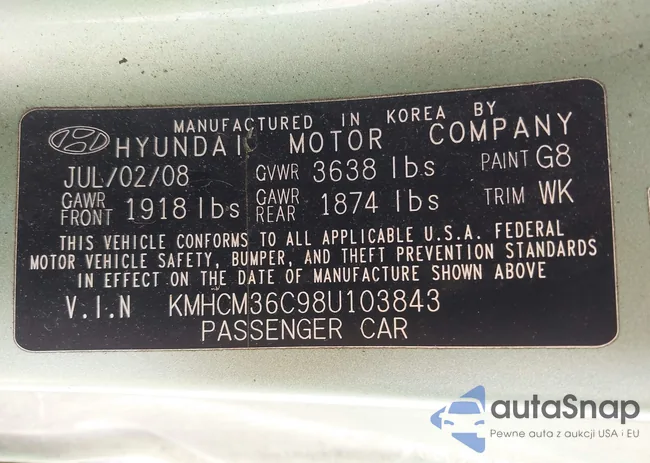 MANUFACTURED IN KOREA BY
HYUNDAI MOTOR COMPANY
JUL/02/08 GVWR 3638 lbs PAINT G8
GAWR FRONT 1918 lbs GAWR REAR 1874 lbs TRIM WK
THIS VEHICLE CONFORMS TO ALL APPLICABLE U.S.A. FEDERAL
MOTOR VEHICLE SAFETY, BUMPER, AND THEFT PREVENTION STANDARDS
IN EFFECT ON THE DATE OF MANUFACTURE SHOWN ABOVE
V.I.N KMHCM36C98U103843
PASSENGER CAR
autaSnap
Pewne auta z aukcji USA i EU